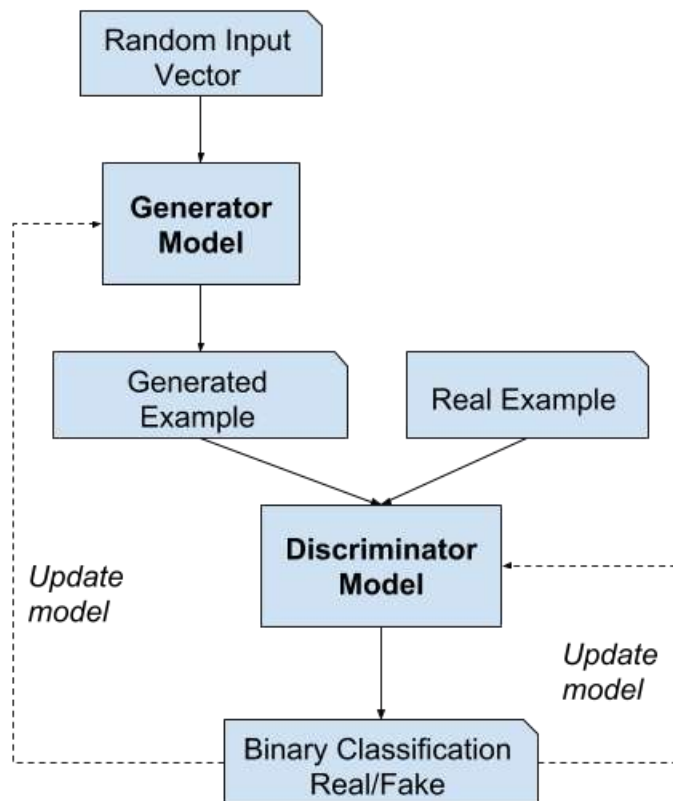 Random Input
Vector
Generator
Model
Generated
Example
Real Example
Discriminator
Model
Update
model
Update
model
Binary Classification
Real/Fake